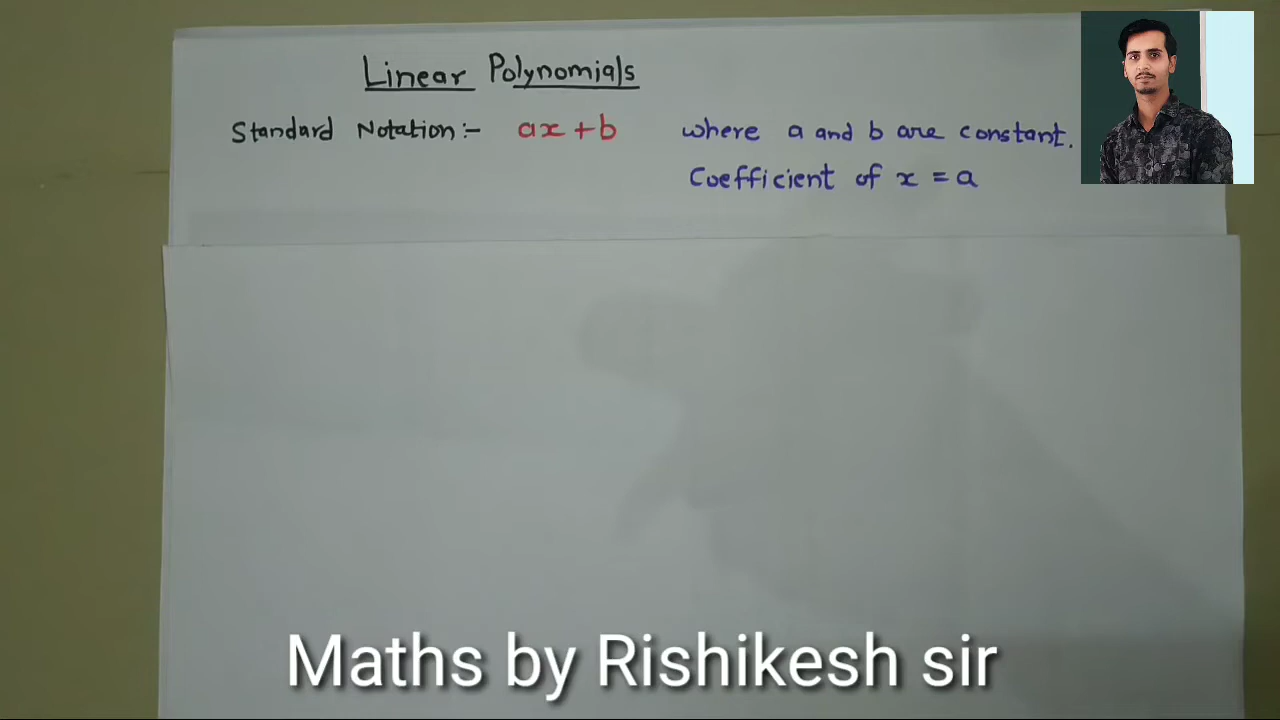 Linear Polynomials
Standard Notation:- ax+b where a and b are constant.
Coefficient of x = a
Maths by Rishikesh sir